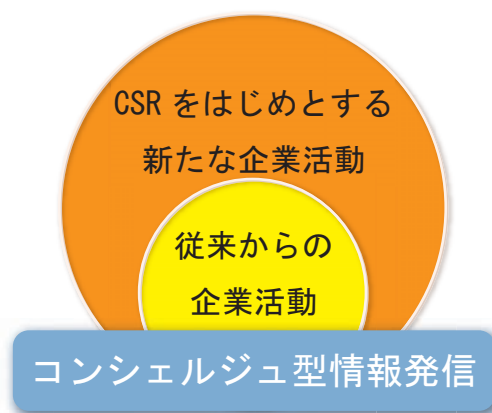 CSR をはじめとする
新たな企業活動
従来からの
企業活動
コンシェルジュ型情報発信